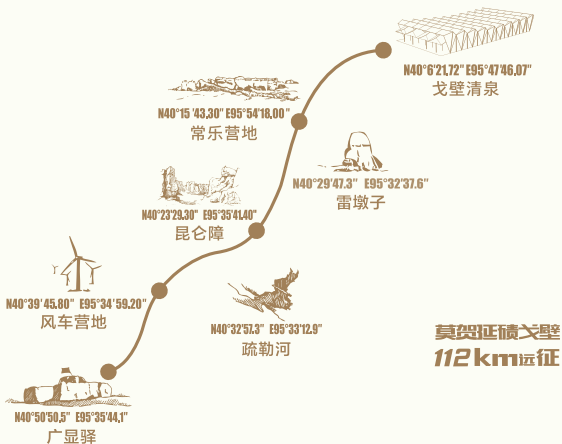 N40°6'21,72" E95°47'46.07"
戈壁清泉
N40°15 '43,30" E95°54'18.00"
常乐营地
N40°29'47.3" E95°32'37.6"
雷墩子
N40°23'29.30" E95°35'41.40"
昆仑障
N40°39'45.80" E95°34'59.20"
风车营地
N40°32'57.3" E95°33'12.9"
疏勒河
莫贺延碛戈壁
112km远征
N40°50'50,5" E95°35'44,1"
广显驿